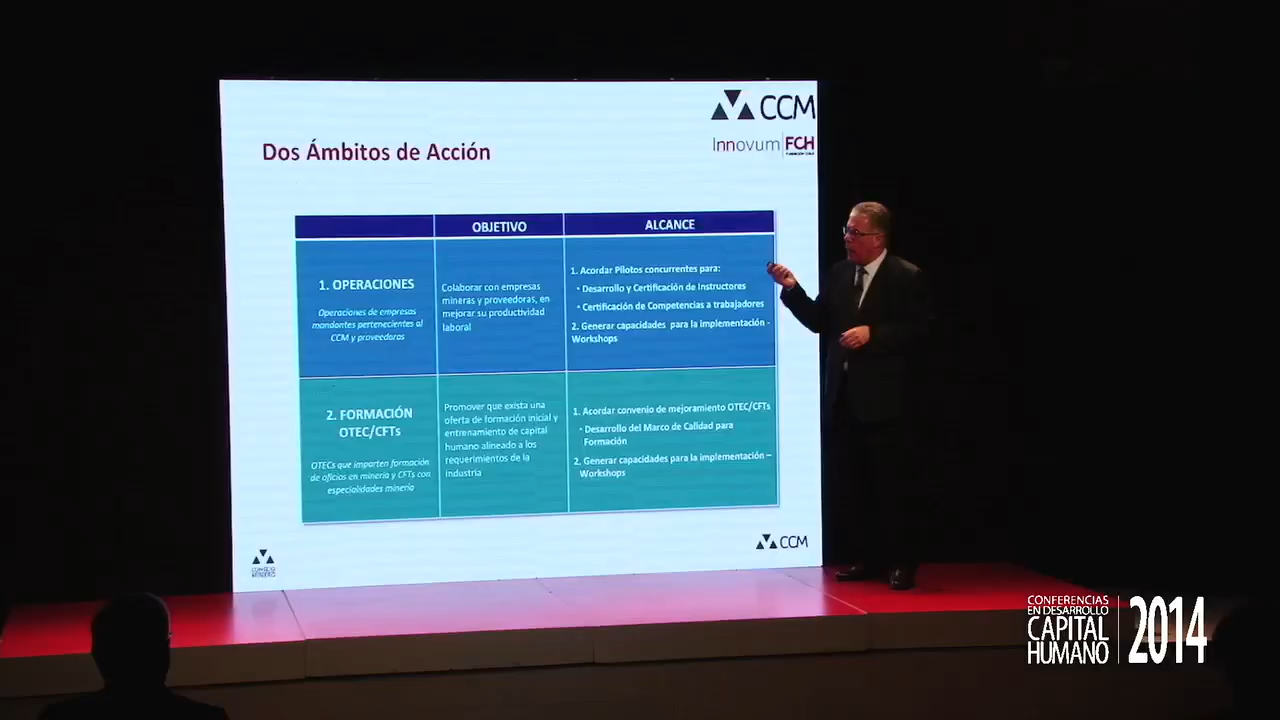 CCM
Innovum FCH
FUNDACIÓN CHILE
Dos Ámbitos de Acción
OBJETIVO
ALCANCE
1. OPERACIONES
Operaciones de empresas
mandantes pertenecientes al
CCM y proveedoras
Colaborar con empresas
mineras y proveedoras, en
mejorar su productividad
laboral
1. Acordar Pilotos concurrentes para:
• Desarrollo y Certificación de Instructores
• Certificación de Competencias a trabajadores
2. Generar capacidades para la implementación -
Workshops
2. FORMACIÓN
OTEC/CFTs
OTECs que imparten formación
de oficios en minería y CFTs con
especialidades minería
Promover que exista una
oferta de formación inicial y
entrenamiento de capital
humano alineado a los
requerimientos de la
industria
1. Acordar convenio de mejoramiento OTEC/CFTs
• Desarrollo del Marco de Calidad para
Formación
2. Generar capacidades para la implementación –
Workshops
CONSEJO
MINERO
CCM
CONFERENCIAS
EN DESARROLLO
CAPITAL
HUMANO
2014